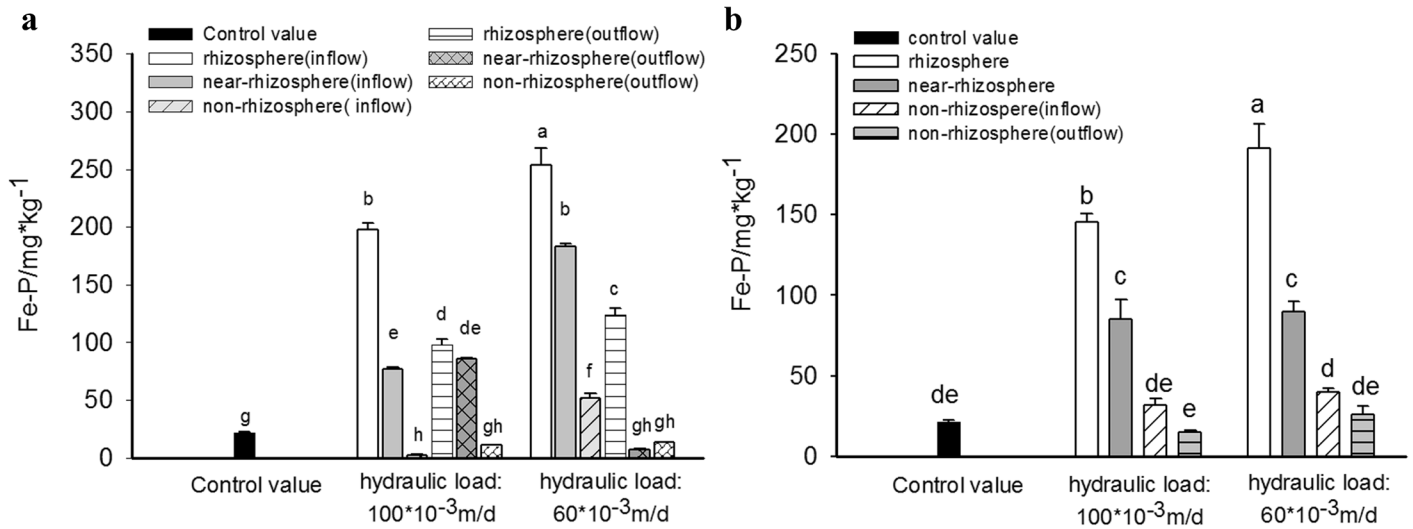 a
Control value
rhizosphere(inflow)
near-rhizosphere(inflow)
non-rhizosphere( inflow)
rhizosphere(outflow)
near-rhizosphere(outflow)
non-rhizosphere(outflow)
Fe-P/mg*kg-1
350
300
250
200
150
100
50
0
g
b
e
h
d
de
gh
a
b
f
c
gh
gh
Control value
hydraulic load:
100*10-3m/d
hydraulic load:
60*10-3m/d
b
control value
rhizosphere
near-rhizosphere
non-rhizospere(inflow)
non-rhizosphere(outflow)
Fe-P/mg*kg-1
250
200
150
100
50
0
de
b
c
de
e
a
c
d
de
Control value
hydraulic load:
100*10-3m/d
hydraulic load:
60*10-3m/d